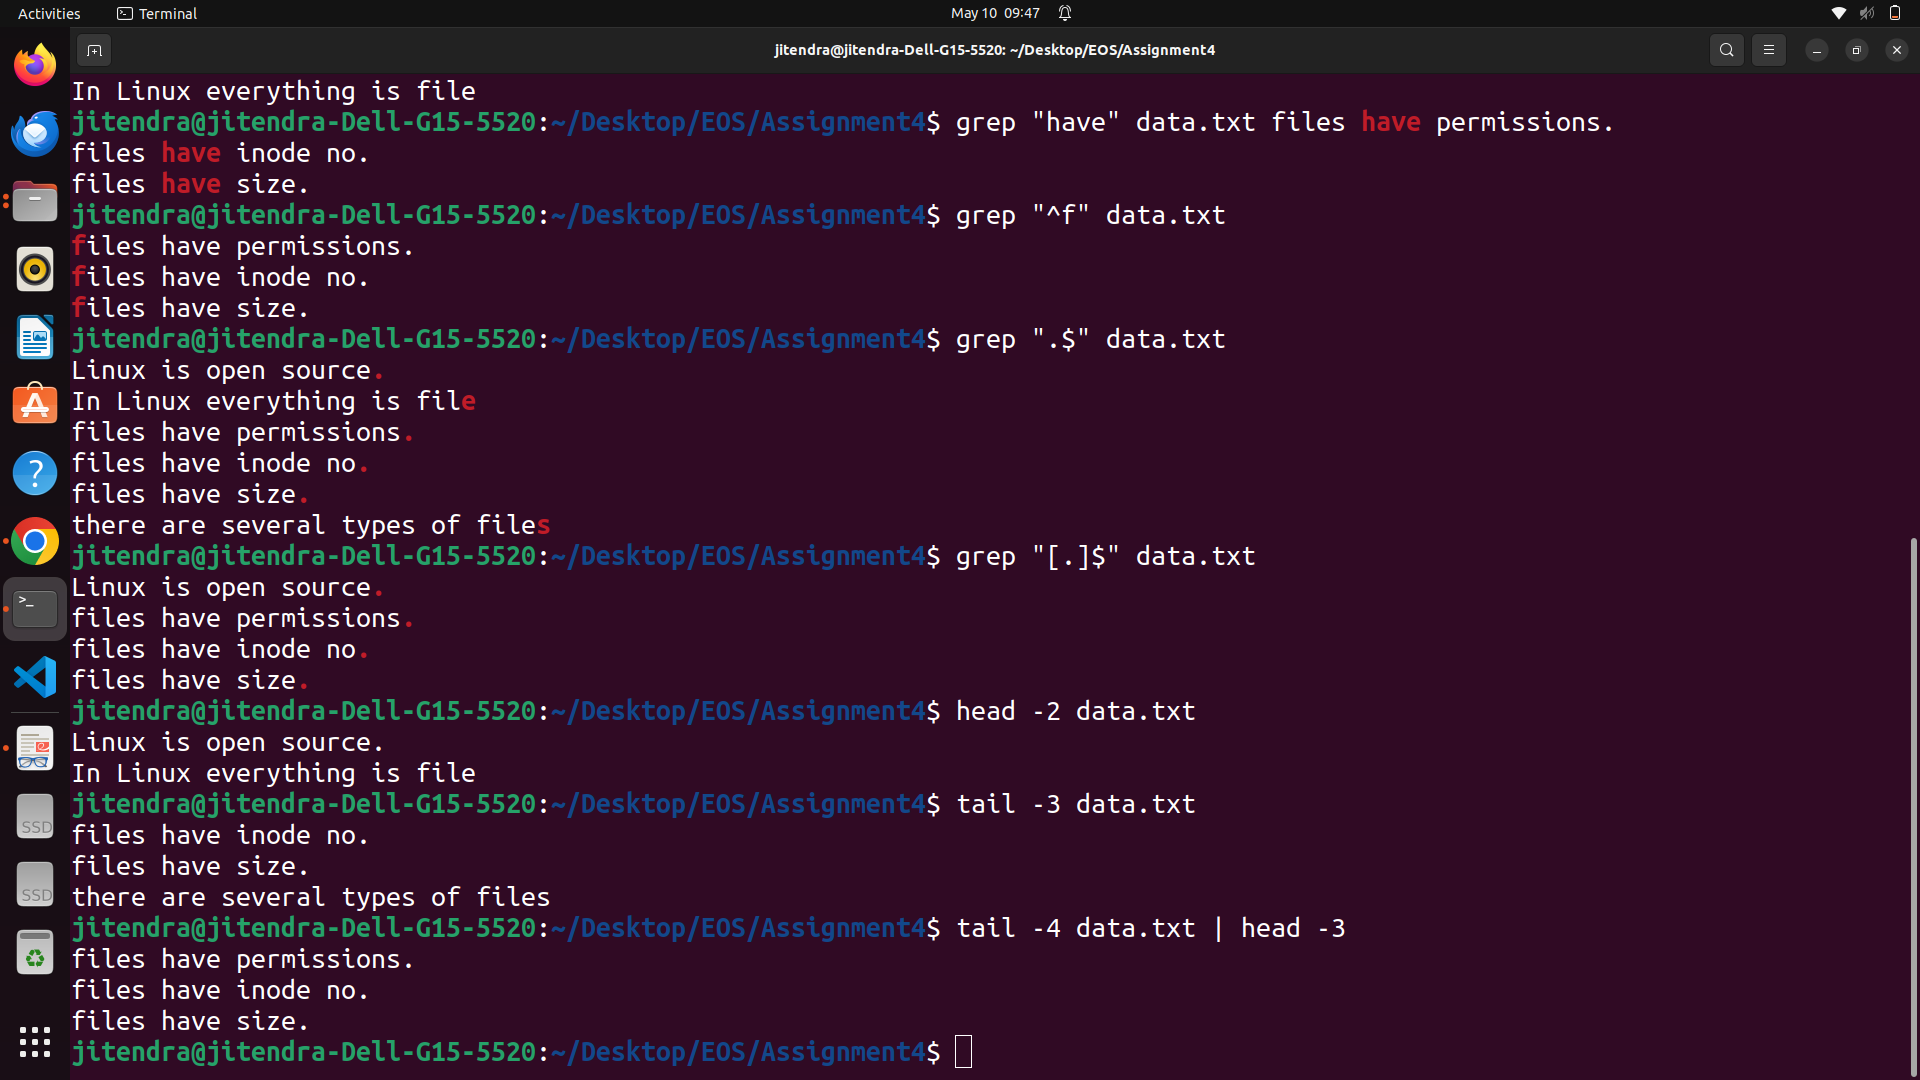 Activities
Terminal
May 10 09:47
jitendra@jitendra-Dell-G15-5520: ~/Desktop/EOS/Assignment4
In Linux everything is file
jitendra@jitendra-Dell-G15-5520:~/Desktop/EOS/Assignment4$ grep "have" data.txt files have permissions.
files have inode no.
files have size.
jitendra@jitendra-Dell-G15-5520:~/Desktop/EOS/Assignment4$ grep "^f" data.txt
files have permissions.
files have inode no.
files have size.
jitendra@jitendra-Dell-G15-5520:~/Desktop/EOS/Assignment4$ grep ".$" data.txt
Linux is open source.
In Linux everything is file
files have permissions.
files have inode no.
files have size.
there are several types of files
jitendra@jitendra-Dell-G15-5520:~/Desktop/EOS/Assignment4$ grep "[.]$" data.txt
Linux is open source.
files have permissions.
files have inode no.
files have size.
jitendra@jitendra-Dell-G15-5520:~/Desktop/EOS/Assignment4$ head -2 data.txt
Linux is open source.
In Linux everything is file
jitendra@jitendra-Dell-G15-5520:~/Desktop/EOS/Assignment4$ tail -3 data.txt
files have inode no.
files have size.
there are several types of files
jitendra@jitendra-Dell-G15-5520:~/Desktop/EOS/Assignment4$ tail -4 data.txt | head -3
files have permissions.
files have inode no.
files have size.
jitendra@jitendra-Dell-G15-5520:~/Desktop/EOS/Assignment4$
SSD
SSD